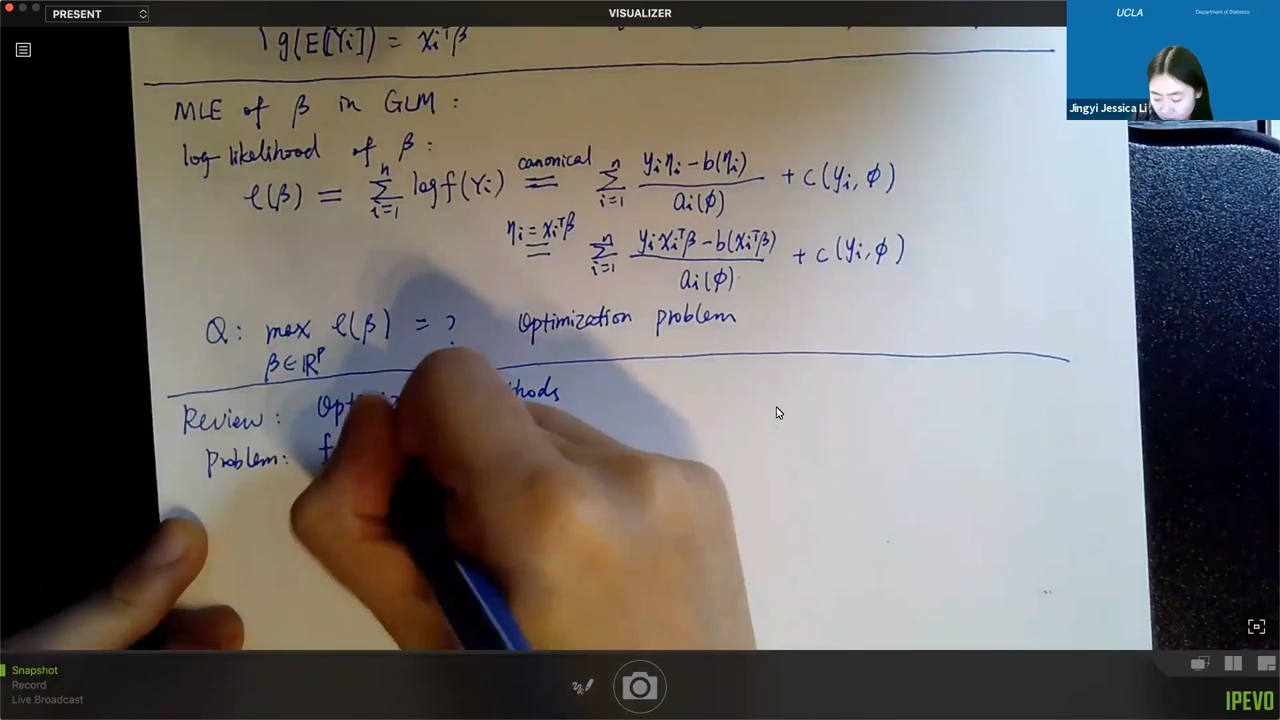 PRESENT
VISUALIZER
UCLA
Department of Statistics
Jingyi Jessica Li
g(E[Yi]) = xiᵀβ
MLE of β in GLM :
log-likelihood of β :
ℓ(β) = Σ_{i=1}^{n} log f(Yi) =^{canonical} Σ_{i=1}^{n} (yiηi − b(ηi)) / ai(ϕ) + c(yi, ϕ)
=^{ηi = xiᵀβ} Σ_{i=1}^{n} (yixiᵀβ − b(xiᵀβ)) / ai(ϕ) + c(yi, ϕ)
Q: max_{β∈ℝᵖ} ℓ(β) = ? Optimization problem
Review :
problem : f
Snapshot
Record
Live Broadcast
IPEVO